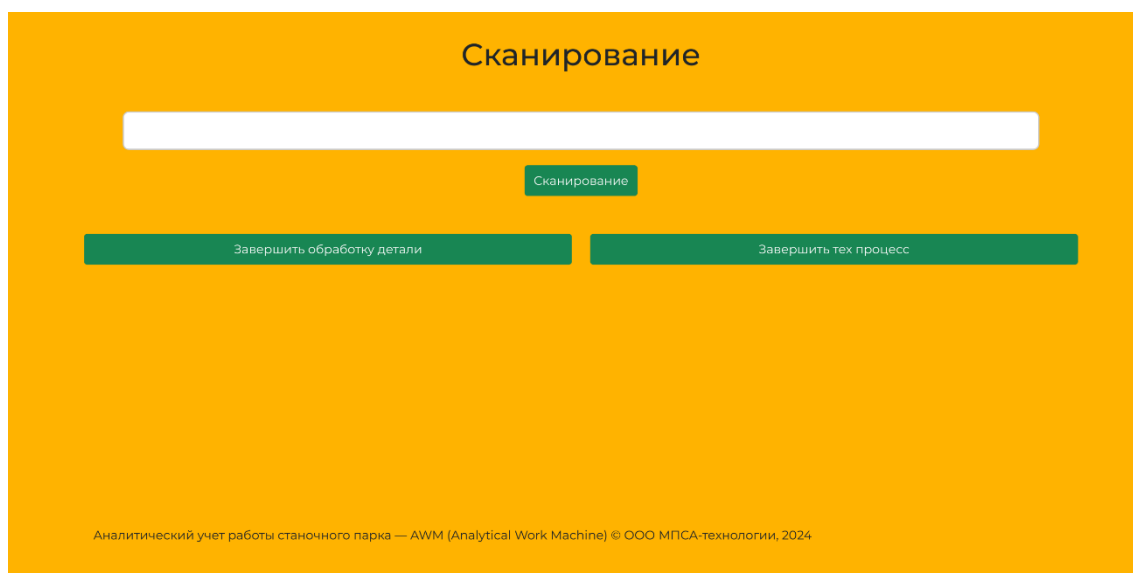 Сканирование
Сканирование
Завершить обработку детали
Завершить тех процесс
Аналитический учет работы станочного парка — AWM (Analytical Work Machine) © ООО МПСА-технологии, 2024